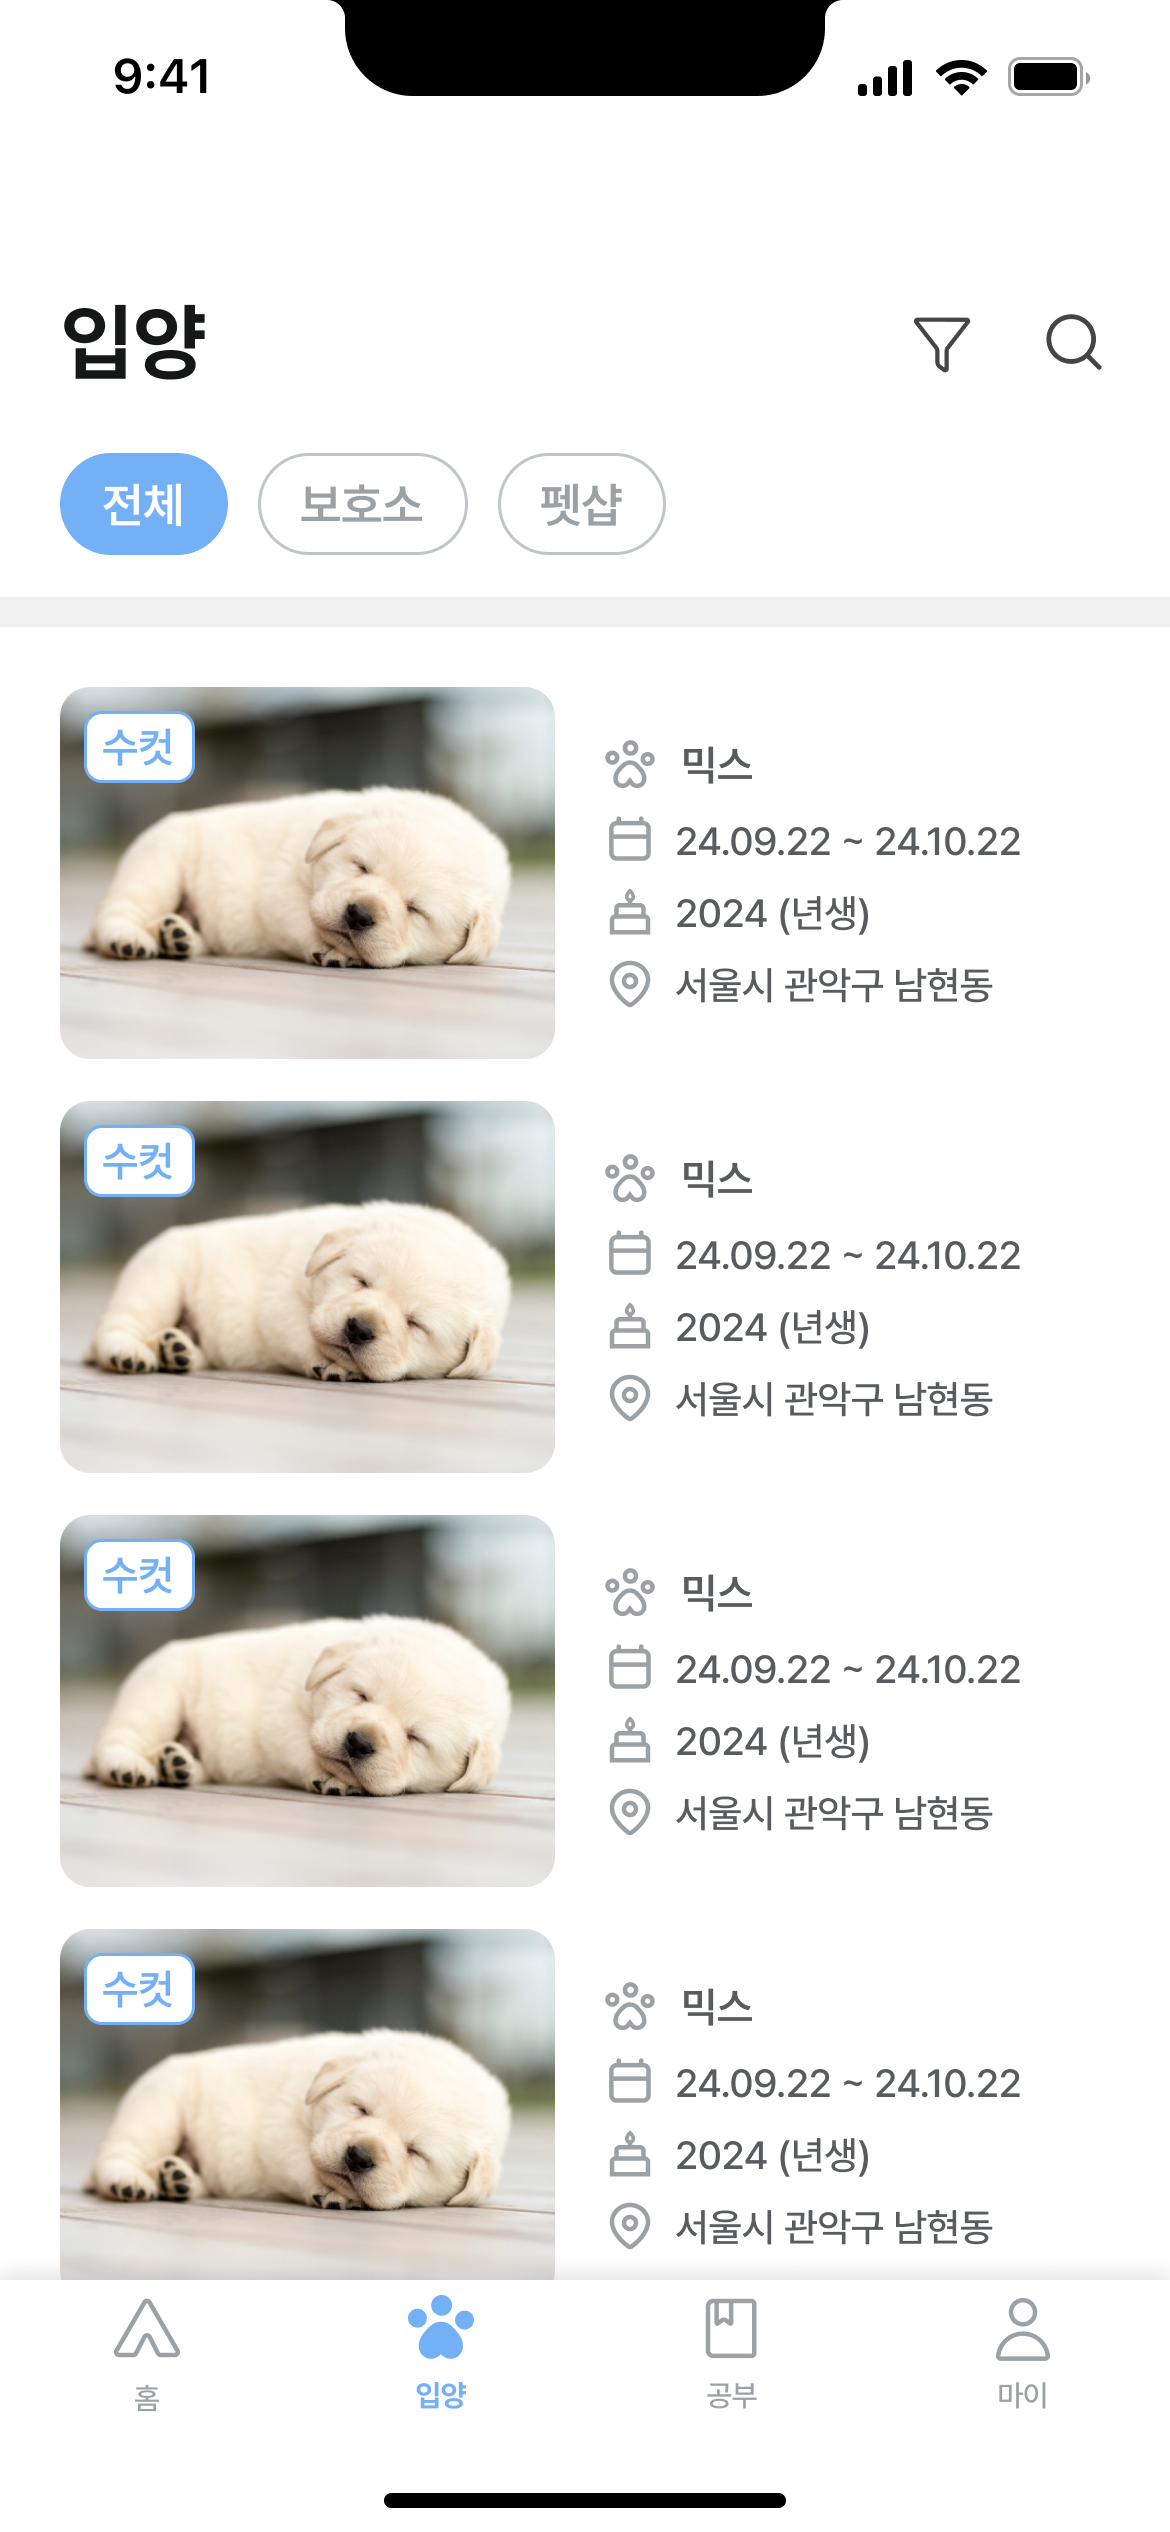 9:41
입양
전체
보호소
펫샵
수컷
믹스
24.09.22 ~ 24.10.22
2024 (년생)
서울시 관악구 남현동
수컷
믹스
24.09.22 ~ 24.10.22
2024 (년생)
서울시 관악구 남현동
수컷
믹스
24.09.22 ~ 24.10.22
2024 (년생)
서울시 관악구 남현동
수컷
믹스
24.09.22 ~ 24.10.22
2024 (년생)
서울시 관악구 남현동
홈
입양
공부
마이